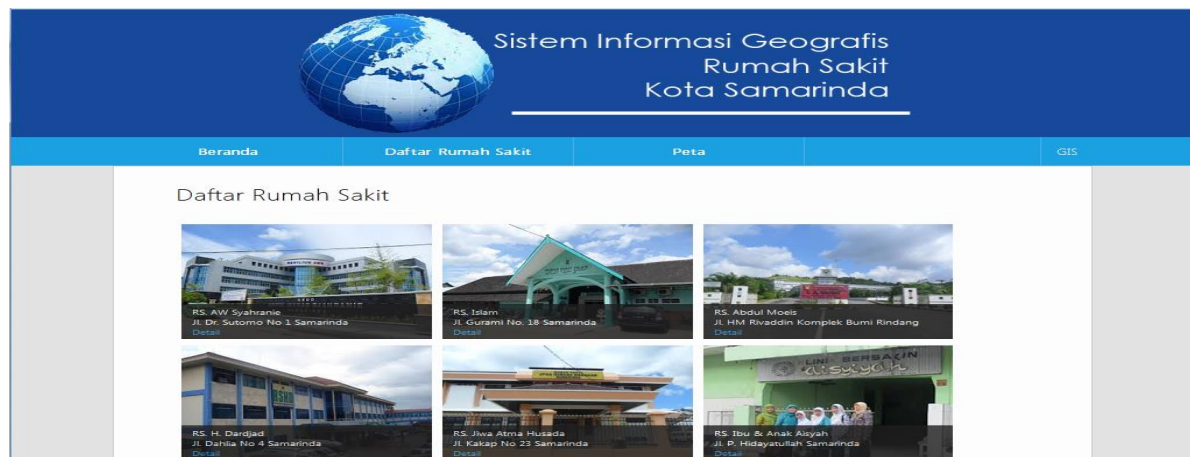 Sistem Informasi Geografis
Rumah Sakit
Kota Samarinda
Beranda
Daftar Rumah Sakit
Peta
GIS
Daftar Rumah Sakit
RS. AW Syahranie
Jl. Dr. Sutomo No 1 Samarinda
Detail
RS. Islam
Jl. Gurami No. 18 Samarinda
Detail
RS. Abdul Moeis
Jl. HM Rivaddin Komplek Bumi Rindang
Detail
RS. H. Dardjad
Jl. Dahlia No 4 Samarinda
Detail
RS. Jiwa Atma Husada
Jl. Kakap No 23 Samarinda
Detail
LINI BERSALIN
RS. Ibu & Anak Aisyah
Jl. P. Hidayatullah Samarinda
Detail